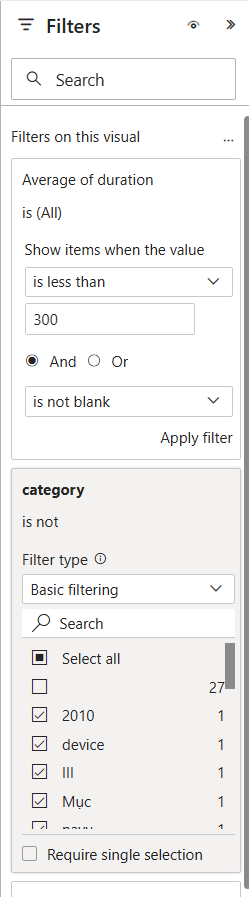 Filters
Search
Filters on this visual
...
Average of duration
is (All)
Show items when the value
is less than
300
And Or
is not blank
Apply filter
category
is not
Filter type
Basic filtering
Search
Select all
27
2010 1
device 1
III 1
Mục 1
Require single selection